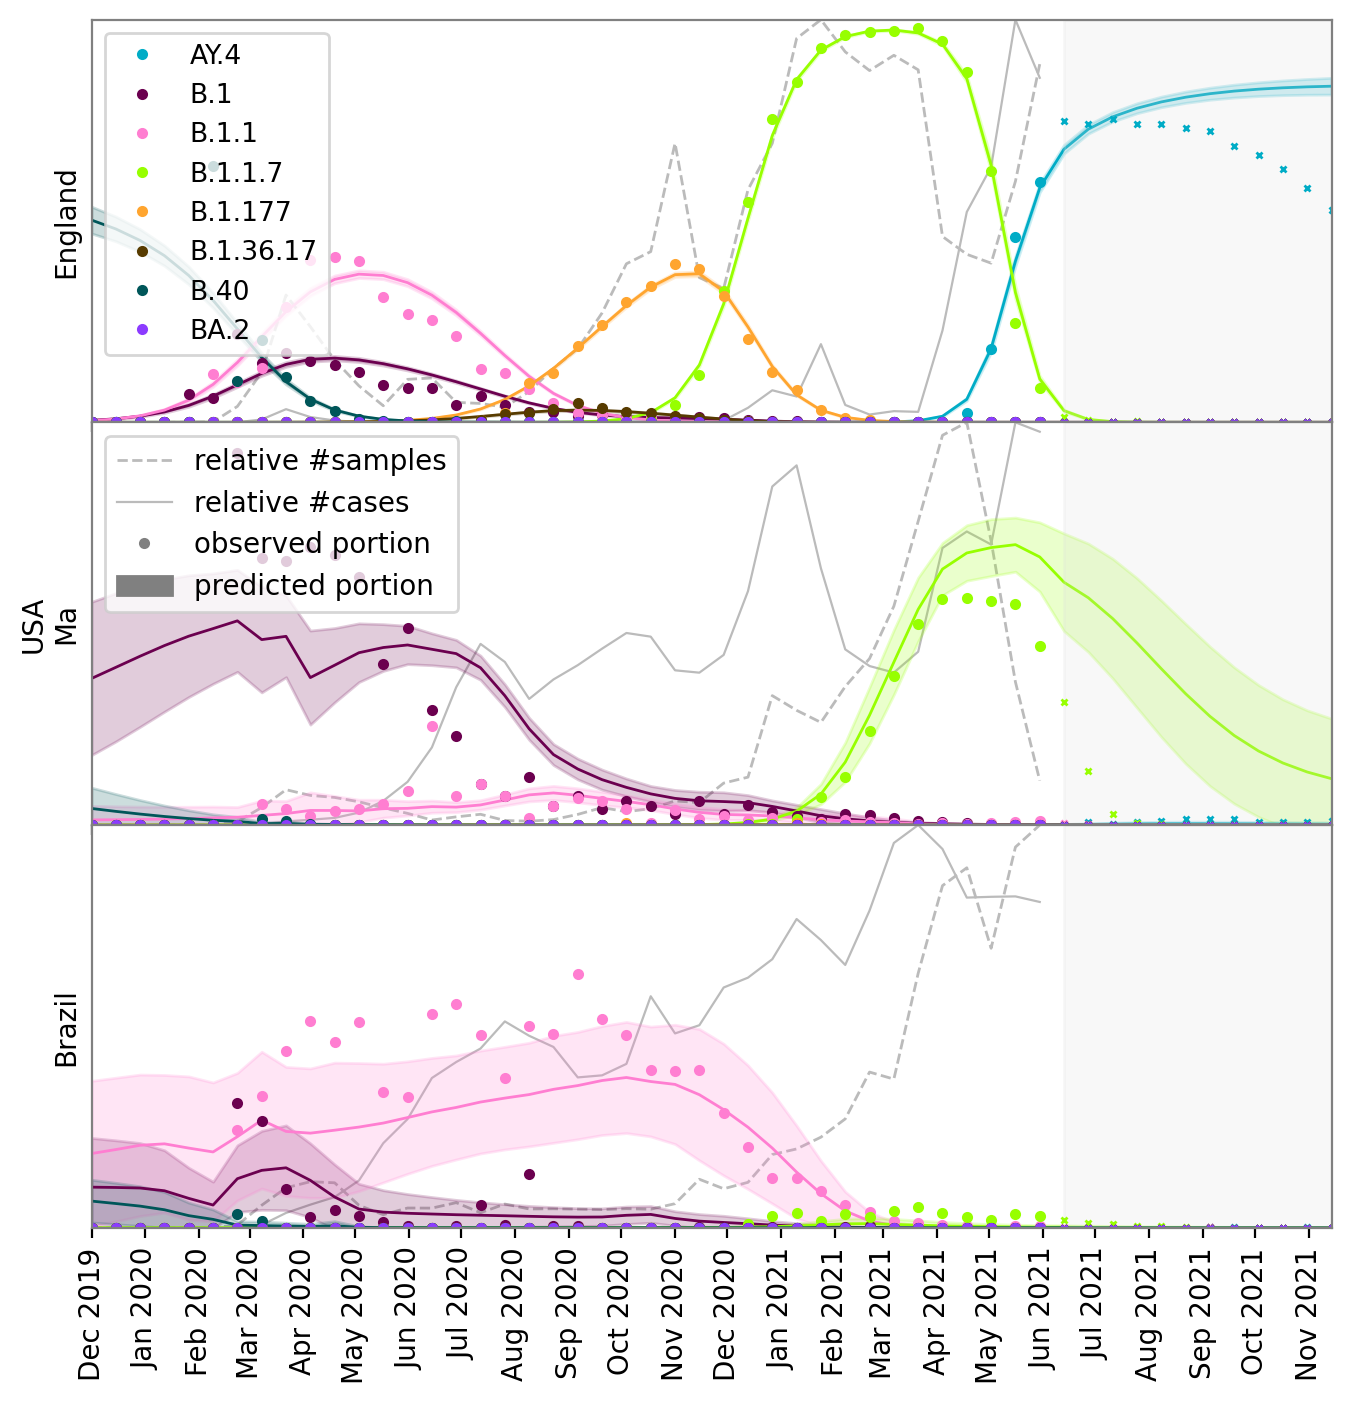 England
AY.4
B.1
B.1.1
B.1.1.7
B.1.177
B.1.36.17
B.40
BA.2
USA
Ma
relative #samples
relative #cases
observed portion
predicted portion
Brazil
Dec 2019
Jan 2020
Feb 2020
Mar 2020
Apr 2020
May 2020
Jun 2020
Jul 2020
Aug 2020
Sep 2020
Oct 2020
Nov 2020
Dec 2020
Jan 2021
Feb 2021
Mar 2021
Apr 2021
May 2021
Jun 2021
Jul 2021
Aug 2021
Sep 2021
Oct 2021
Nov 2021